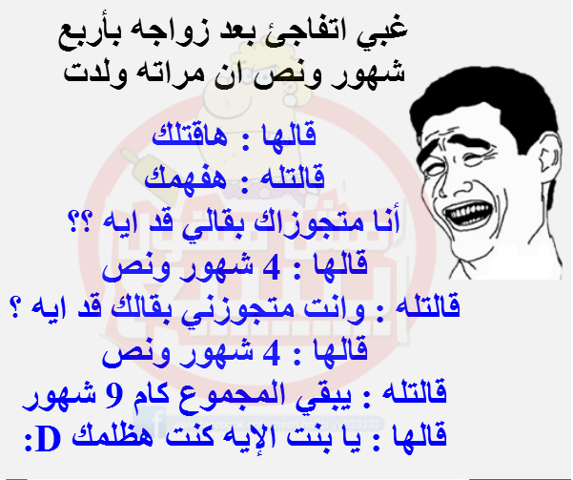 غبي اتفاجئ بعد زواجه بأربع
شهور ونص ان مراته ولدت
قالها : هاقتلك
قالتله : هفهمك
أنا متجوزاك بقالي قد ايه ؟؟
قالها : 4 شهور ونص
قالتله : وانت متجوزني بقالك قد ايه ؟
قالها : 4 شهور ونص
قالتله : يبقي المجموع كام 9 شهور
قالها : يا بنت الإيه كنت هظلمك D: